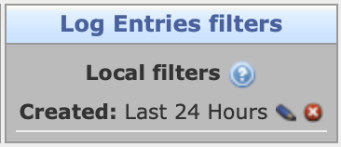 Log Entries filters
Local filters ?
Created: Last 24 Hours